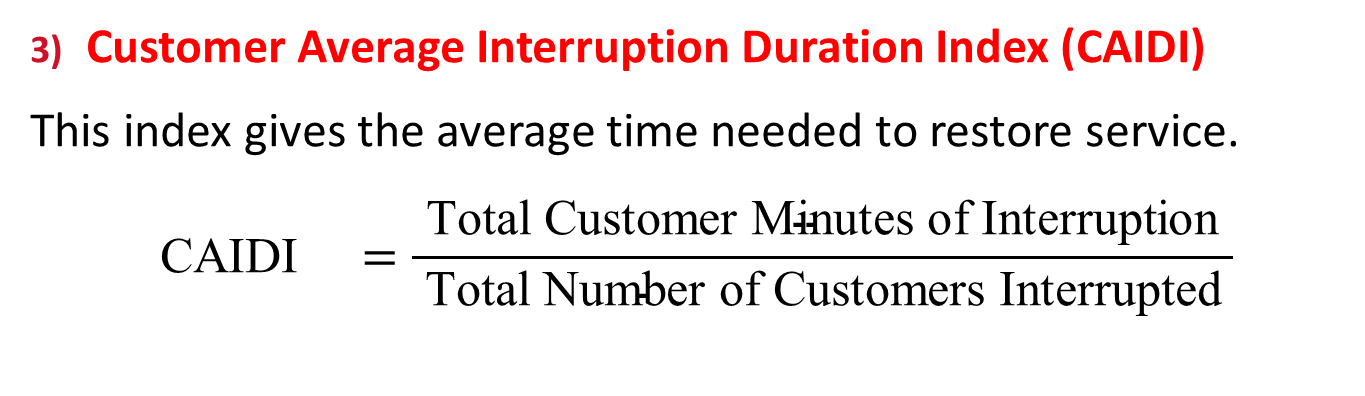 3) Customer Average Interruption Duration Index (CAIDI)
This index gives the average time needed to restore service.
CAIDI = Total Customer Minutes of Interruption
Total Number of Customers Interrupted